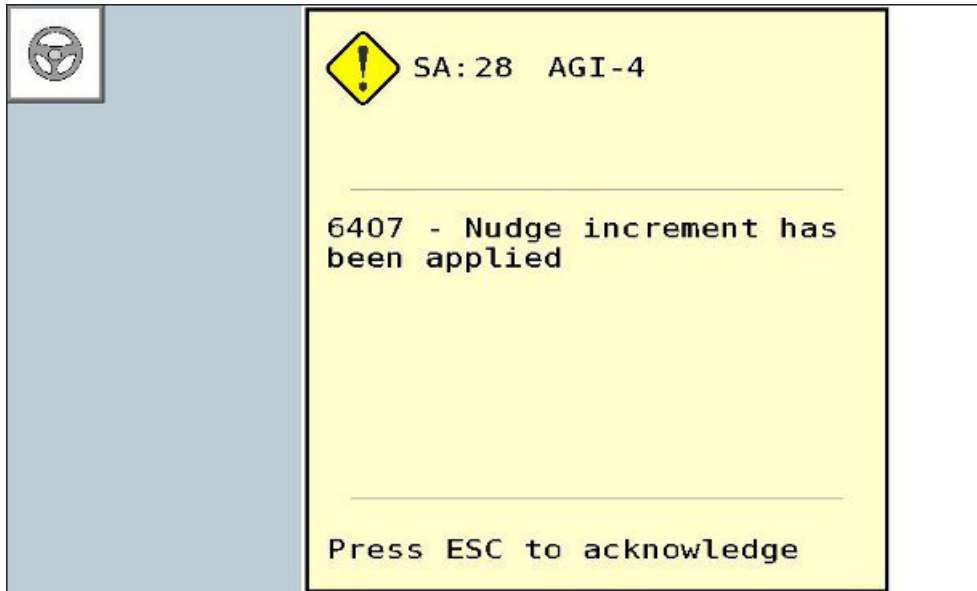 SA:28 AGI-4
6407 - Nudge increment has
been applied
Press ESC to acknowledge